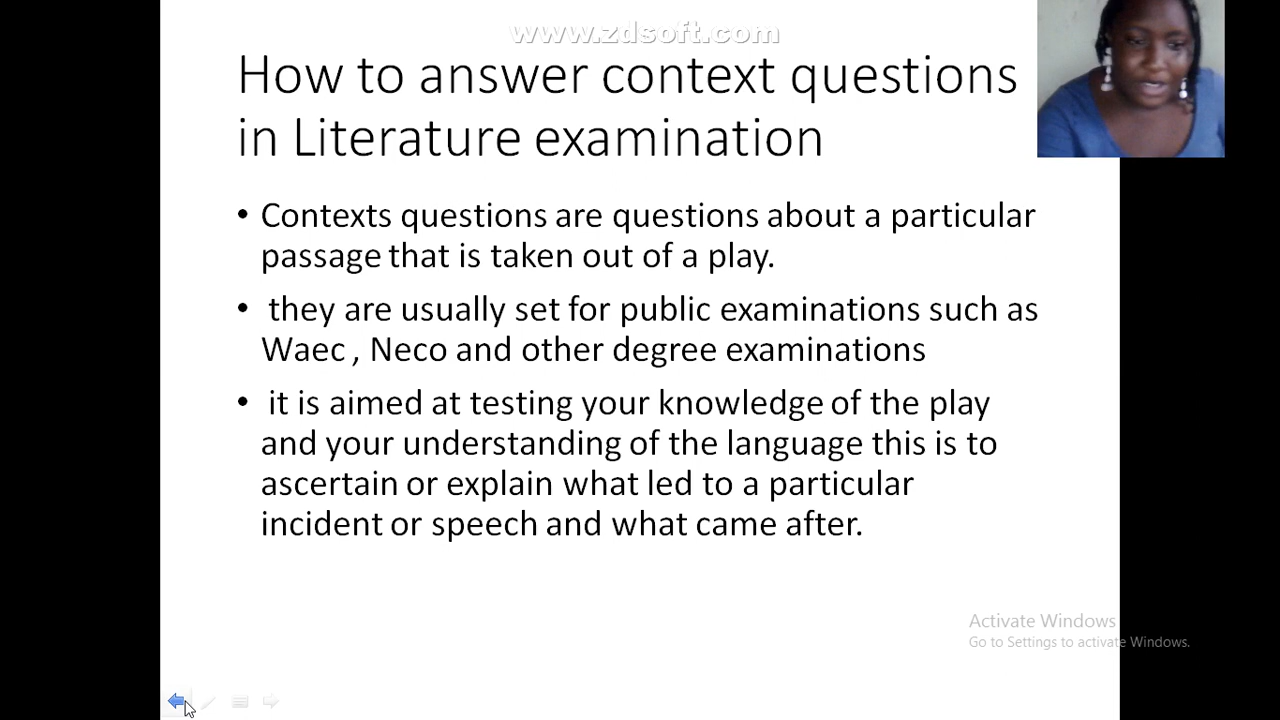 www.zdsoft.com
How to answer context questions
in Literature examination
• Contexts questions are questions about a particular
passage that is taken out of a play.
• they are usually set for public examinations such as
Waec , Neco and other degree examinations
• it is aimed at testing your knowledge of the play
and your understanding of the language this is to
ascertain or explain what led to a particular
incident or speech and what came after.
Activate Windows
Go to Settings to activate Windows.